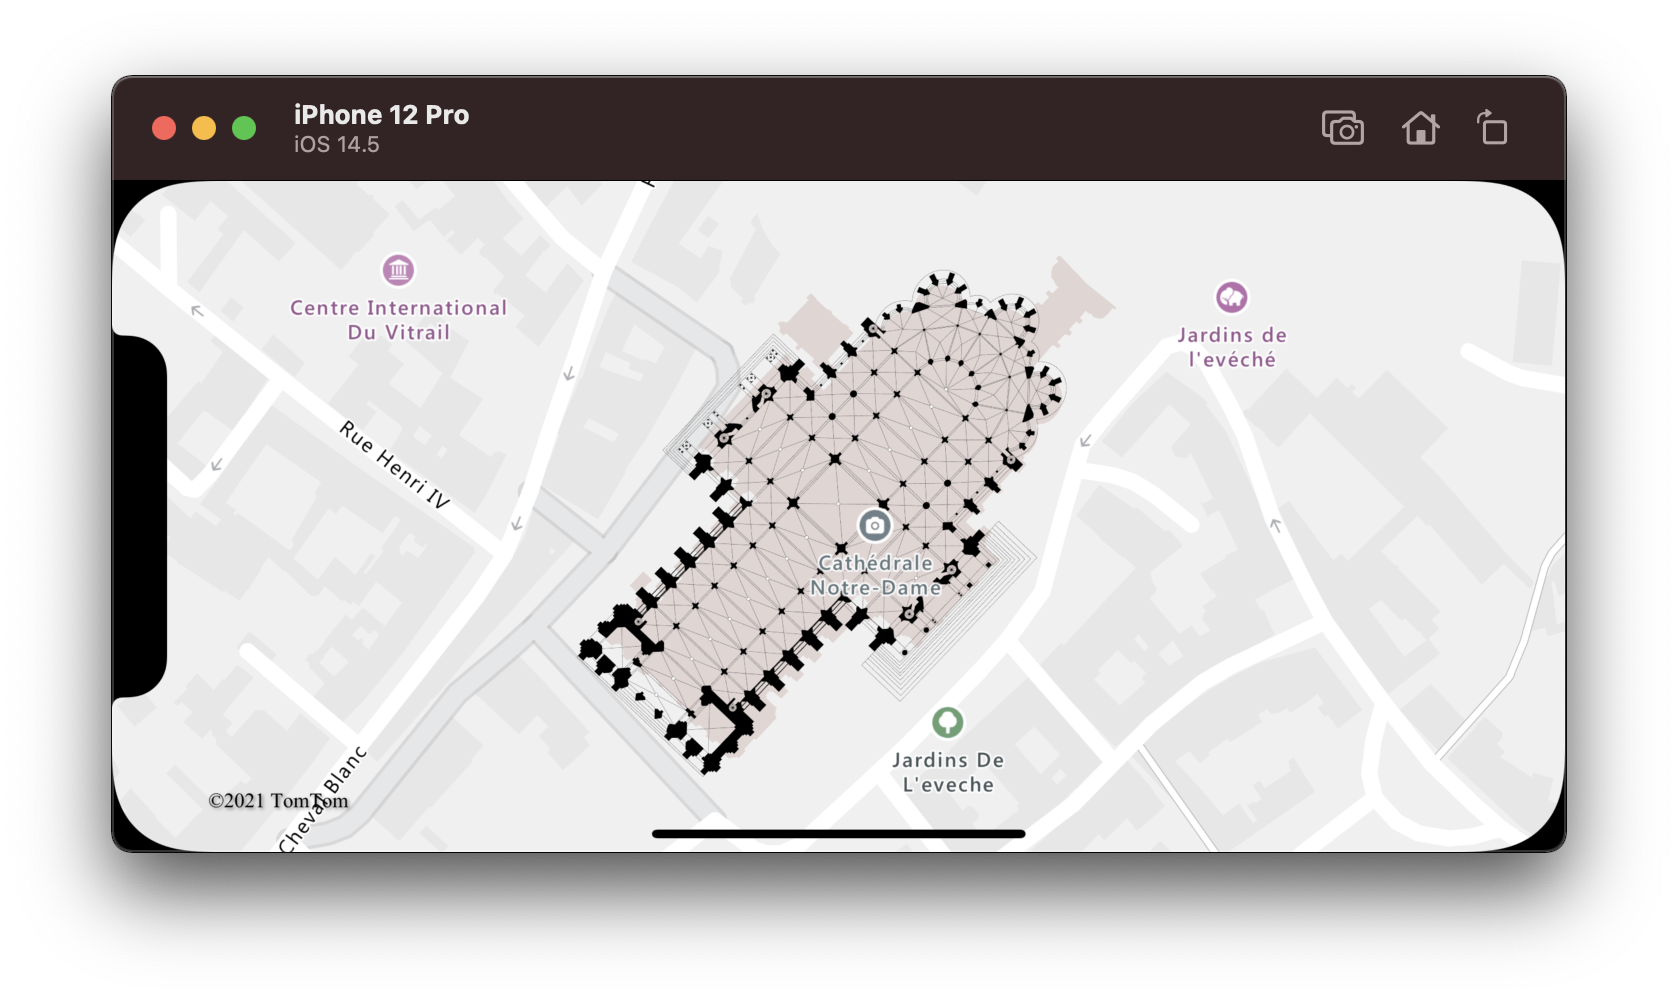 iPhone 12 Pro
iOS 14.5
Centre International
Du Vitrail
Jardins de
l'evéché
Rue Henri IV
Cathédrale
Notre-Dame
Jardins De
L'eveche
Cheval Blanc
©2021 TomTom